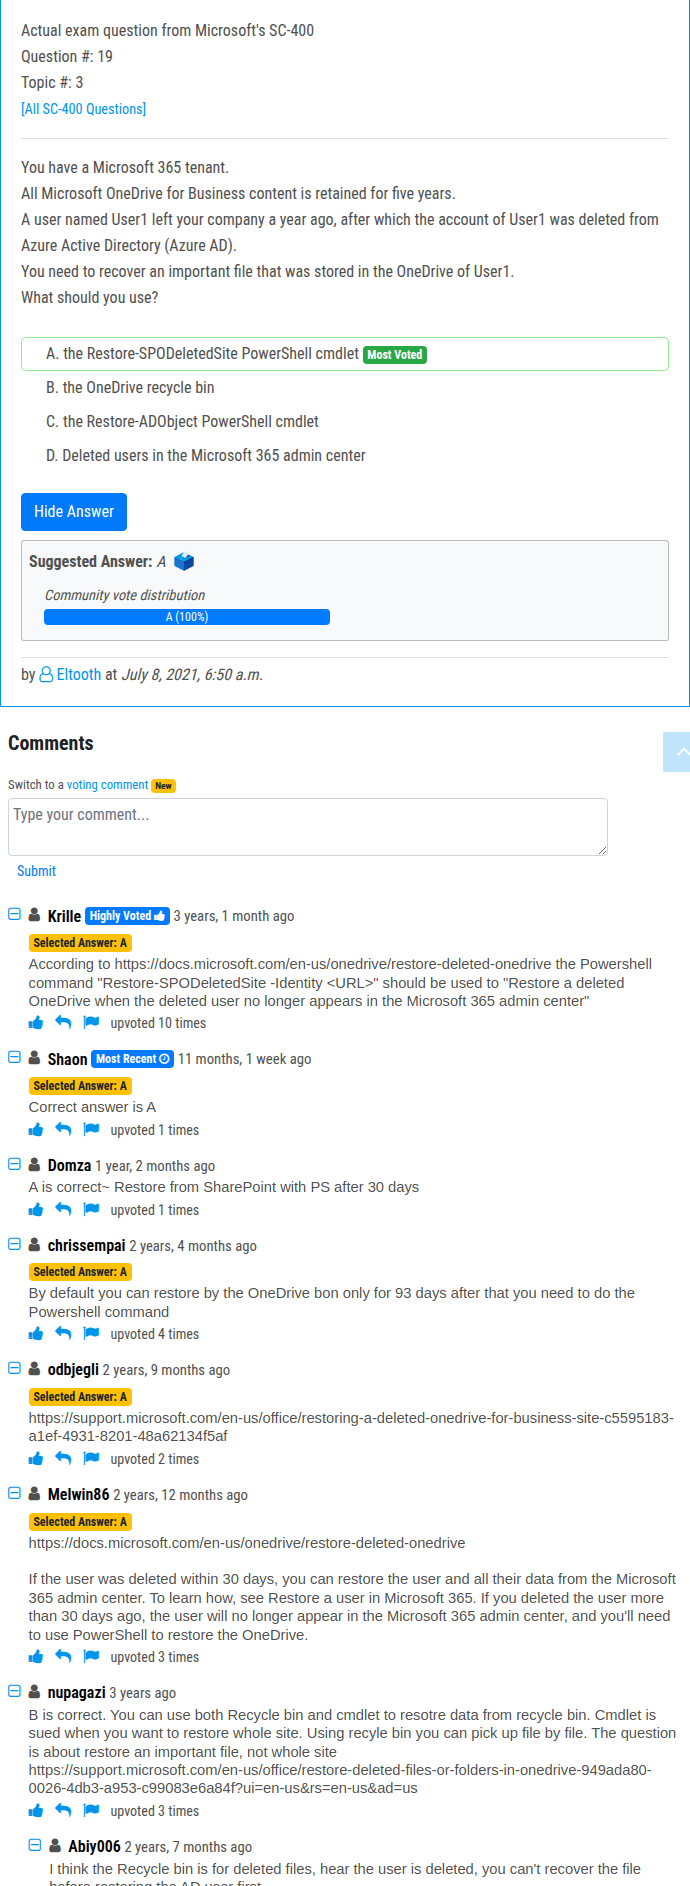 Actual exam question from Microsoft's SC-400
Question #: 19
Topic #: 3
[All SC-400 Questions]
You have a Microsoft 365 tenant.
All Microsoft OneDrive for Business content is retained for five years.
A user named User1 left your company a year ago, after which the account of User1 was deleted from
Azure Active Directory (Azure AD).
You need to recover an important file that was stored in the OneDrive of User1.
What should you use?
A. the Restore-SPODeletedSite PowerShell cmdlet Most Voted
B. the OneDrive recycle bin
C. the Restore-ADObject PowerShell cmdlet
D. Deleted users in the Microsoft 365 admin center
Hide Answer
Suggested Answer: A
Community vote distribution
A (100%)
by Eltooth at July 8, 2021, 6:50 a.m.
Comments
Switch to a voting comment New
Type your comment...
Submit
Krille Highly Voted 3 years, 1 month ago
Selected Answer: A
According to https://docs.microsoft.com/en-us/onedrive/restore-deleted-onedrive the Powershell
command "Restore-SPODeletedSite -Identity <URL>" should be used to "Restore a deleted
OneDrive when the deleted user no longer appears in the Microsoft 365 admin center"
upvoted 10 times
Shaon Most Recent 11 months, 1 week ago
Selected Answer: A
Correct answer is A
upvoted 1 times
Domza 1 year, 2 months ago
A is correct~ Restore from SharePoint with PS after 30 days
upvoted 1 times
chrissempai 2 years, 4 months ago
Selected Answer: A
By default you can restore by the OneDrive bon only for 93 days after that you need to do the
Powershell command
upvoted 4 times
odbjegli 2 years, 9 months ago
Selected Answer: A
https://support.microsoft.com/en-us/office/restoring-a-deleted-onedrive-for-business-site-c5595183-
a1ef-4931-8201-48a62134f5af
upvoted 2 times
Melwin86 2 years, 12 months ago
Selected Answer: A
https://docs.microsoft.com/en-us/onedrive/restore-deleted-onedrive
If the user was deleted within 30 days, you can restore the user and all their data from the Microsoft
365 admin center. To learn how, see Restore a user in Microsoft 365. If you deleted the user more
than 30 days ago, the user will no longer appear in the Microsoft 365 admin center, and you'll need
to use PowerShell to restore the OneDrive.
upvoted 3 times
nupagazi 3 years ago
B is correct. You can use both Recycle bin and cmdlet to resotre data from recycle bin. Cmdlet is
sued when you want to restore whole site. Using recyle bin you can pick up file by file. The question
is about restore an important file, not whole site
https://support.microsoft.com/en-us/office/restore-deleted-files-or-folders-in-onedrive-949ada80-
0026-4db3-a953-c99083e6a84f?ui=en-us&rs=en-us&ad=us
upvoted 3 times
Abiy006 2 years, 7 months ago
I think the Recycle bin is for deleted files, hear the user is deleted, you can't recover the file
before restoring the AD user first